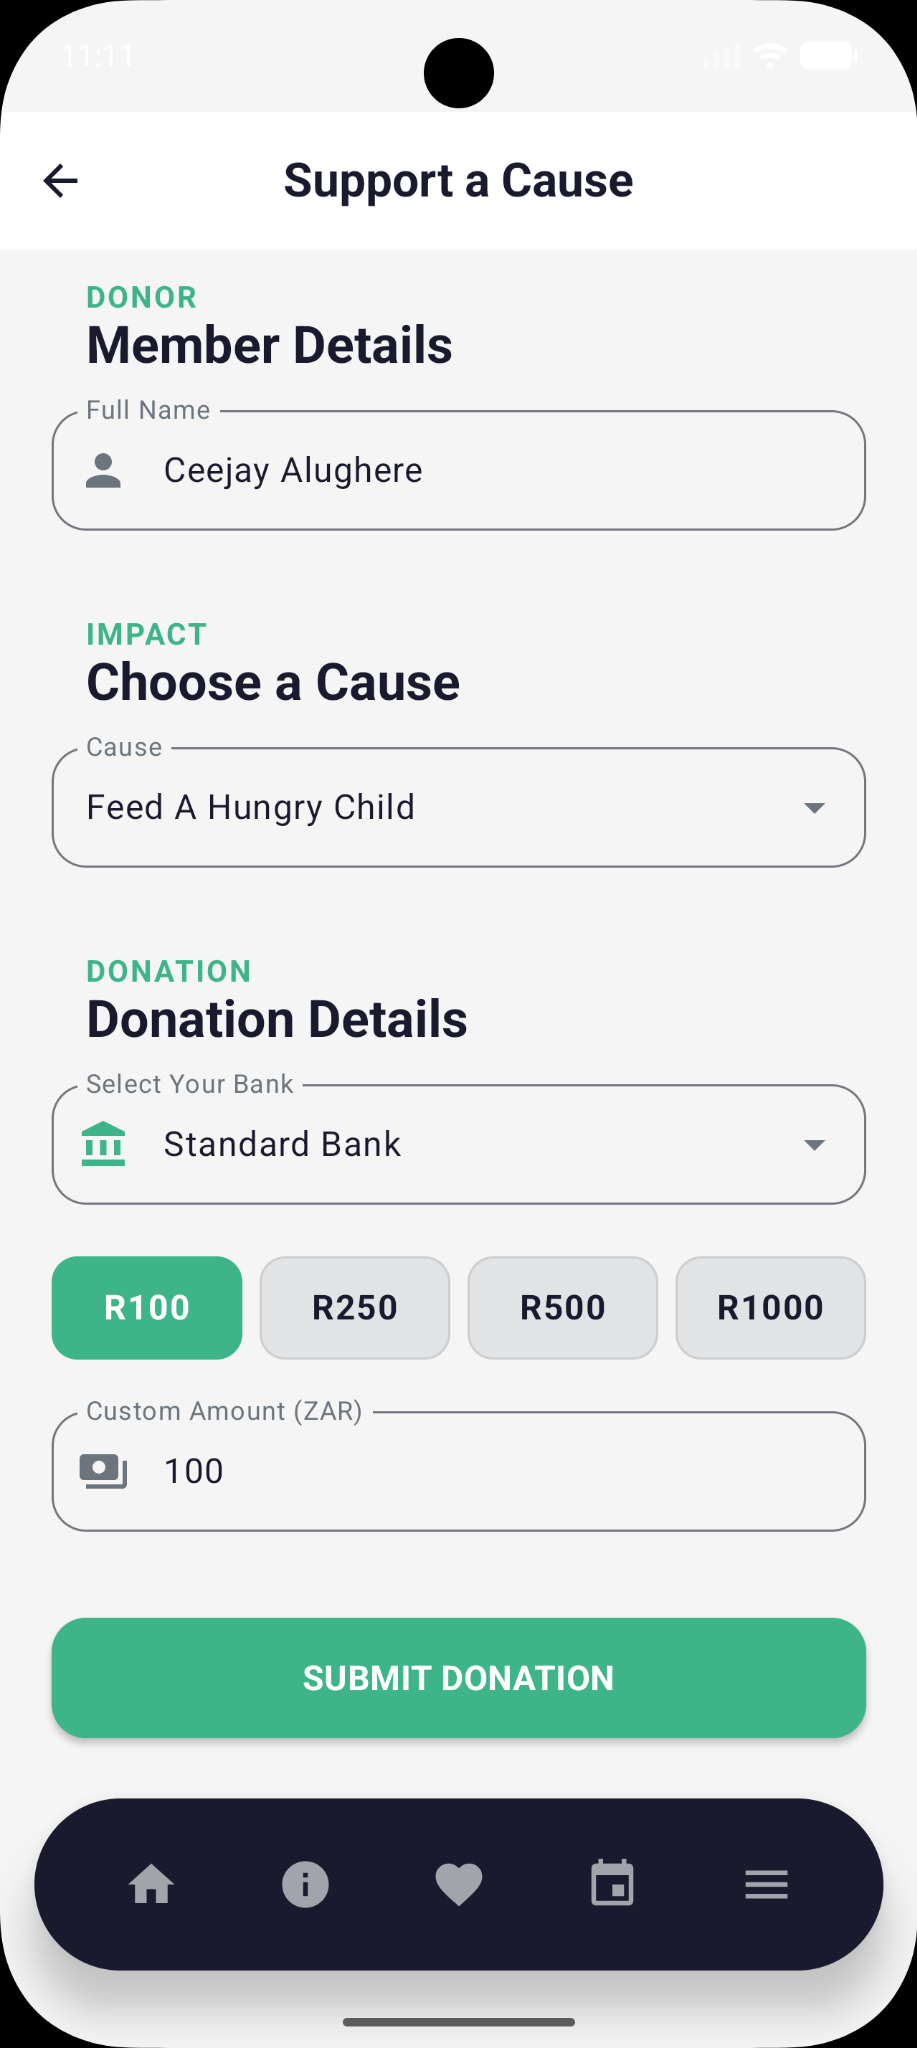 11:11
Support a Cause
DONOR
Member Details
Full Name
Ceejay Alughere
IMPACT
Choose a Cause
Cause
Feed A Hungry Child
DONATION
Donation Details
Select Your Bank
Standard Bank
R100 R250 R500 R1000
Custom Amount (ZAR)
100
SUBMIT DONATION